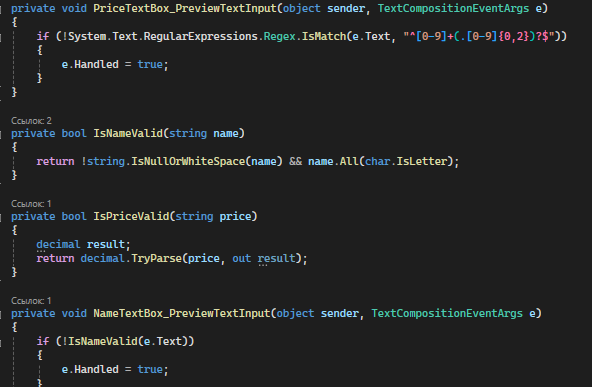 private void PriceTextBox_PreviewTextInput(object sender, TextCompositionEventArgs e)
{
if (!System.Text.RegularExpressions.Regex.IsMatch(e.Text, "^[0-9]+(.[0-9]{0,2})?$"))
{
e.Handled = true;
}
}
Ссылок: 2
private bool IsNameValid(string name)
{
return !string.IsNullOrWhiteSpace(name) && name.All(char.IsLetter);
}
Ссылок: 1
private bool IsPriceValid(string price)
{
decimal result;
return decimal.TryParse(price, out result);
}
Ссылок: 1
private void NameTextBox_PreviewTextInput(object sender, TextCompositionEventArgs e)
{
if (!IsNameValid(e.Text))
{
e.Handled = true;
}